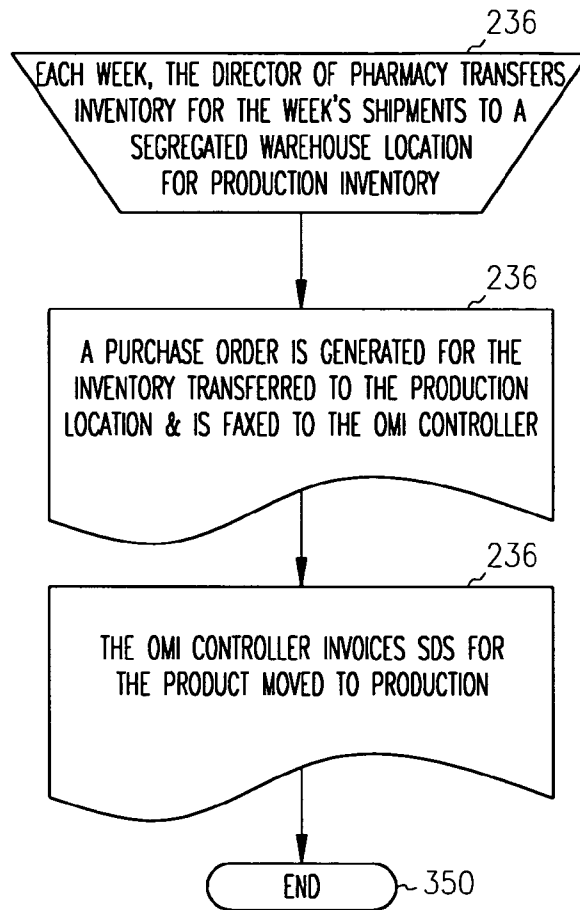 236
EACH WEEK, THE DIRECTOR OF PHARMACY TRANSFERS
INVENTORY FOR THE WEEK'S SHIPMENTS TO A
SEGREGATED WAREHOUSE LOCATION
FOR PRODUCTION INVENTORY
236
A PURCHASE ORDER IS GENERATED FOR THE
INVENTORY TRANSFERRED TO THE PRODUCTION
LOCATION & IS FAXED TO THE OMI CONTROLLER
236
THE OMI CONTROLLER INVOICES SDS FOR
THE PRODUCT MOVED TO PRODUCTION
END
350